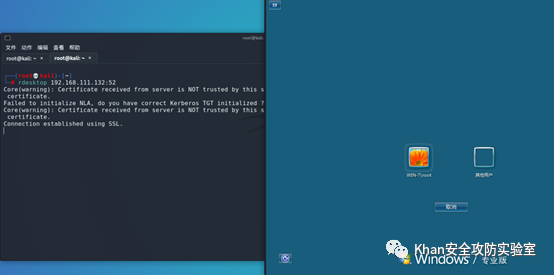 root@kali
文件 动作 编辑 查看 帮助
root@kali: ~ × root@kali: ~ ×
(root kali)-[~]
# rdesktop 192.168.111.132:52
Core(warning): Certificate received from server is NOT trusted by this s
certificate.
Failed to initialize NLA, do you have correct Kerberos TGT initialized ?
Core(warning): Certificate received from server is NOT trusted by this s
certificate.
Connection established using SSL.
WIN-Tyoot
其他用户
取消
Khan安全攻防实验室
Windows 7 专业版